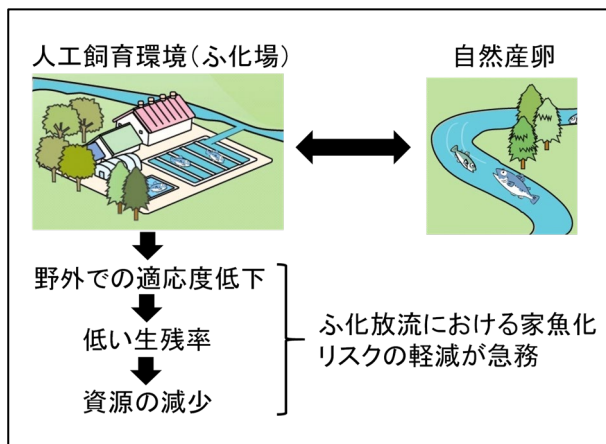 人工飼育環境(ふ化場)
自然産卵
野外での適応度低下
低い生残率
資源の減少
ふ化放流における家魚化
リスクの軽減が急務